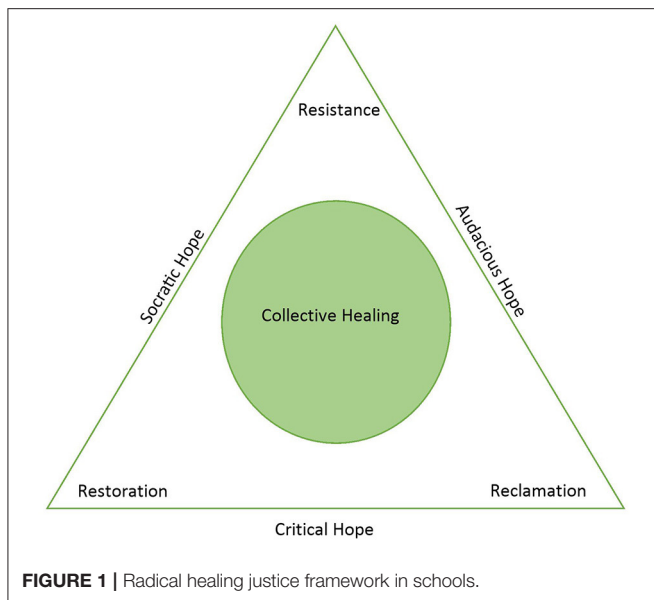 Resistance
Socratic Hope
Audacious Hope
Collective Healing
Restoration
Reclamation
Critical Hope
FIGURE 1 | Radical healing justice framework in schools.